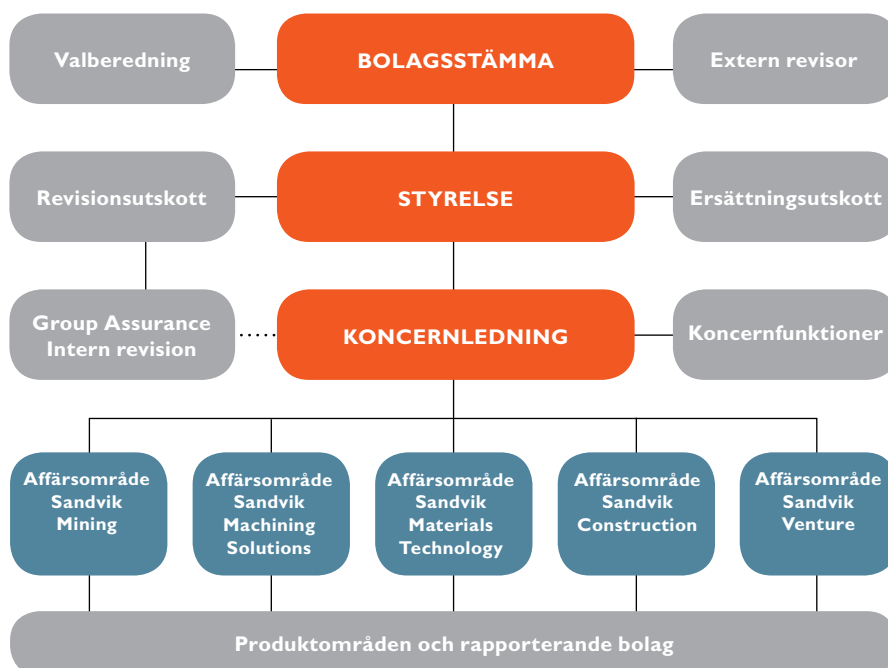 Valberedning
BOLAGSSTÄMMA
Extern revisor
Revisionsutskott
STYRELSE
Ersättningsutskott
Group Assurance
Intern revision
KONCERNLEDNING
Koncernfunktioner
Affärsområde
Sandvik
Mining
Affärsområde
Sandvik
Machining
Solutions
Affärsområde
Sandvik
Materials
Technology
Affärsområde
Sandvik
Construction
Affärsområde
Sandvik
Venture
Produktområden och rapporterande bolag